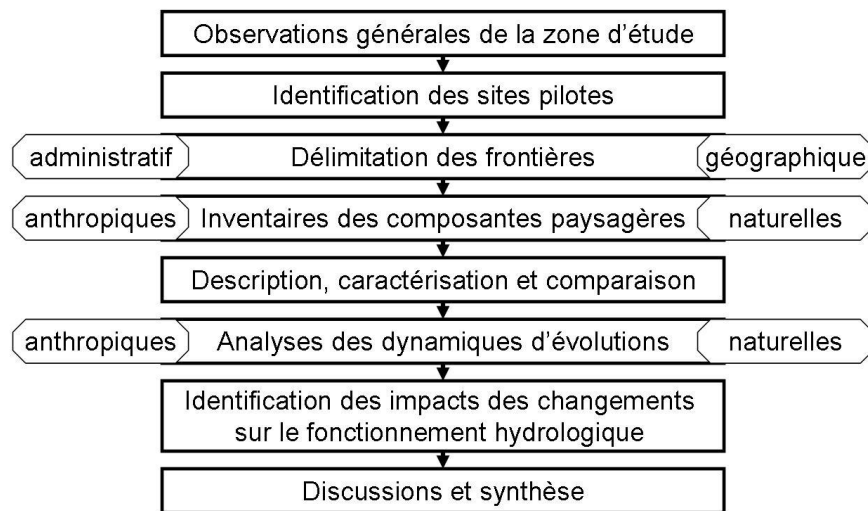 Observations générales de la zone d'étude
Identification des sites pilotes
administratif
Délimitation des frontières
géographique
anthropiques
Inventaires des composantes paysagères
naturelles
Description, caractérisation et comparaison
anthropiques
Analyses des dynamiques d'évolutions
naturelles
Identification des impacts des changements
sur le fonctionnement hydrologique
Discussions et synthèse